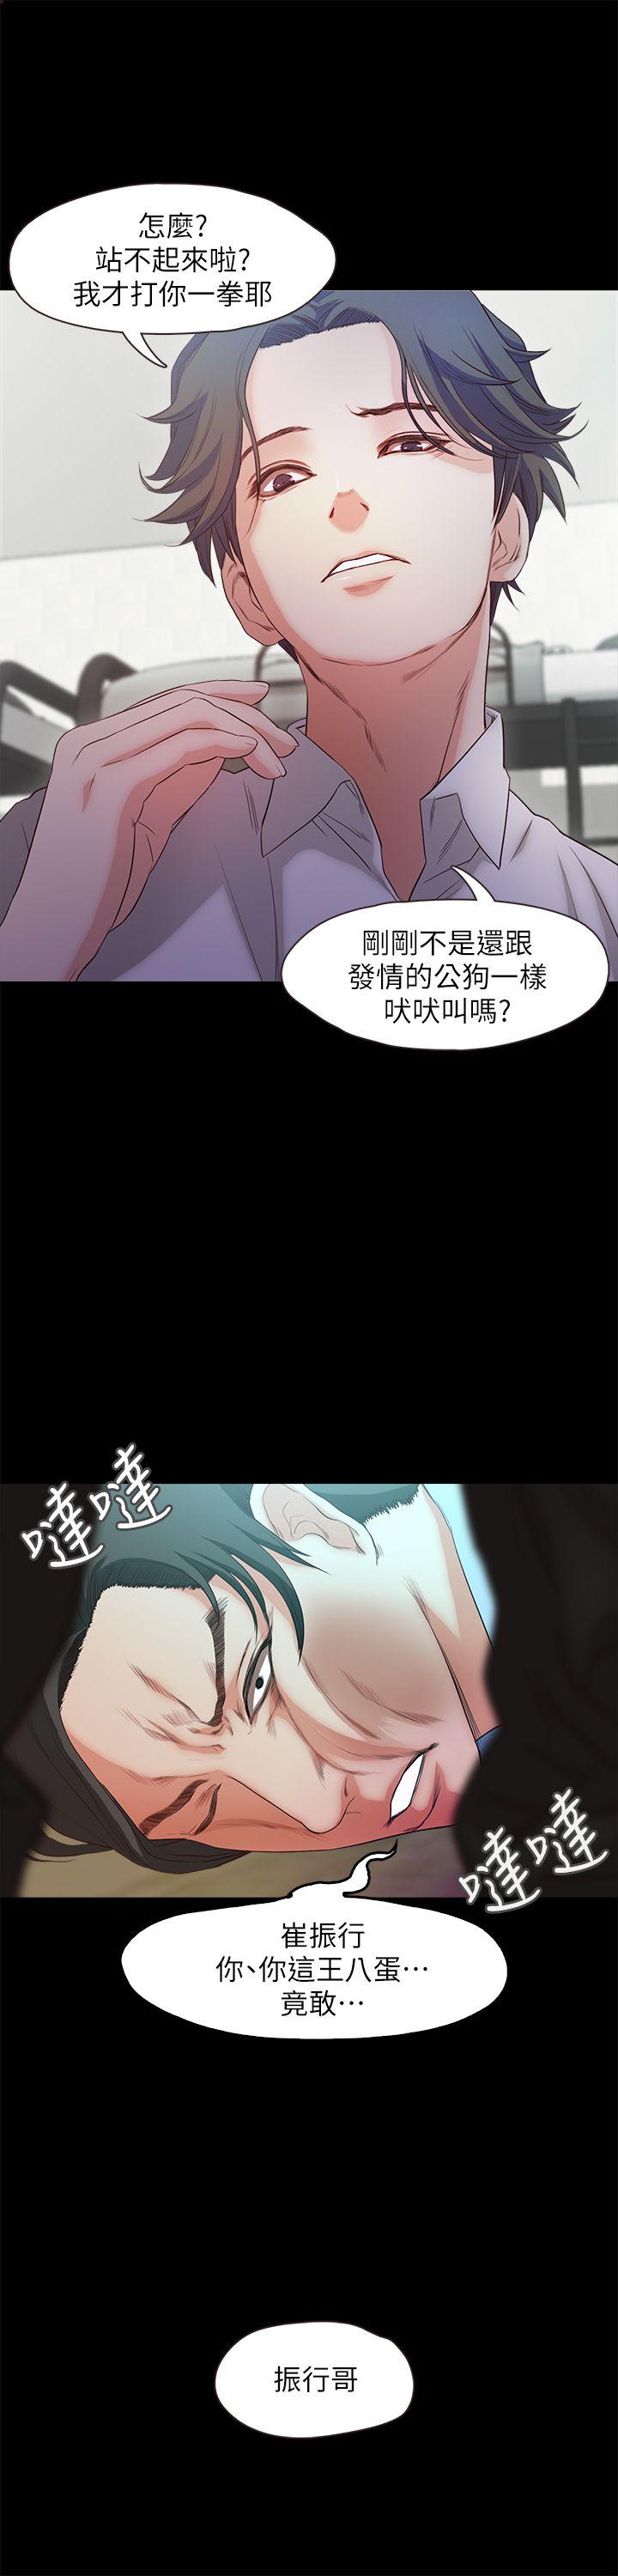 怎麼?
站不起來啦?
我才打你一拳耶
剛剛不是還跟
發情的公狗一樣
吠吠叫嗎?
噠噠
噠噠
崔振行
你、你這王八蛋⋯
竟敢⋯
振行哥